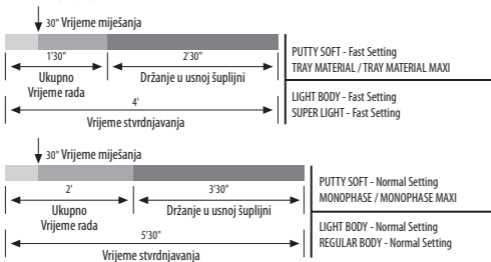 30" Vrijeme miješanja
1'30"
2'30"
Ukupno
Vrijeme rada
Držanje u usnoj šuplijni
4'
Vrijeme stvrdnjavanja
PUTTY SOFT - Fast Setting
TRAY MATERIAL / TRAY MATERIAL MAXI
LIGHT BODY - Fast Setting
SUPER LIGHT - Fast Setting
30" Vrijeme miješanja
2'
3'30"
Ukupno
Vrijeme rada
Držanje u usnoj šuplijni
5'30"
Vrijeme stvrdnjavanja
PUTTY SOFT - Normal Setting
MONOPHASE / MONOPHASE MAXI
LIGHT BODY - Normal Setting
REGULAR BODY - Normal Setting